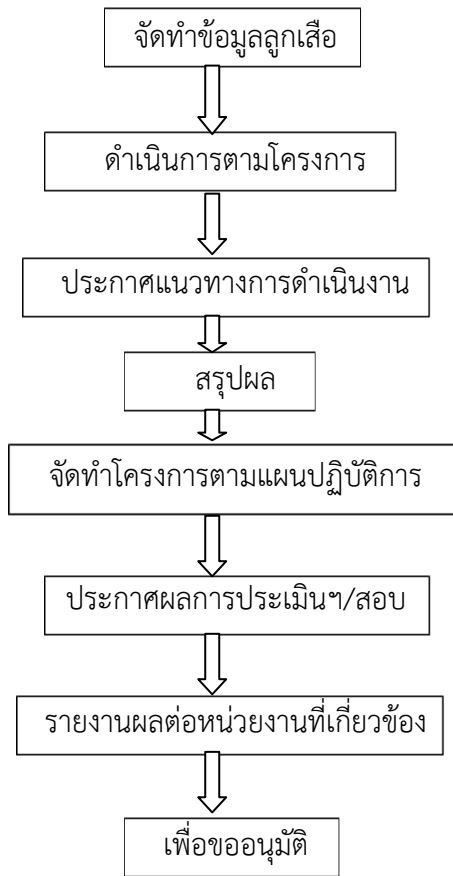 จัดทำข้อมูลลูกเสือ
ดำเนินการตามโครงการ
ประกาศแนวทางการดำเนินงาน
สรุปผล
จัดทำโครงการตามแผนปฏิบัติการ
ประกาศผลการประเมินฯ/สอบ
รายงานผลต่อหน่วยงานที่เกี่ยวข้อง
เพื่อขออนุมัติ